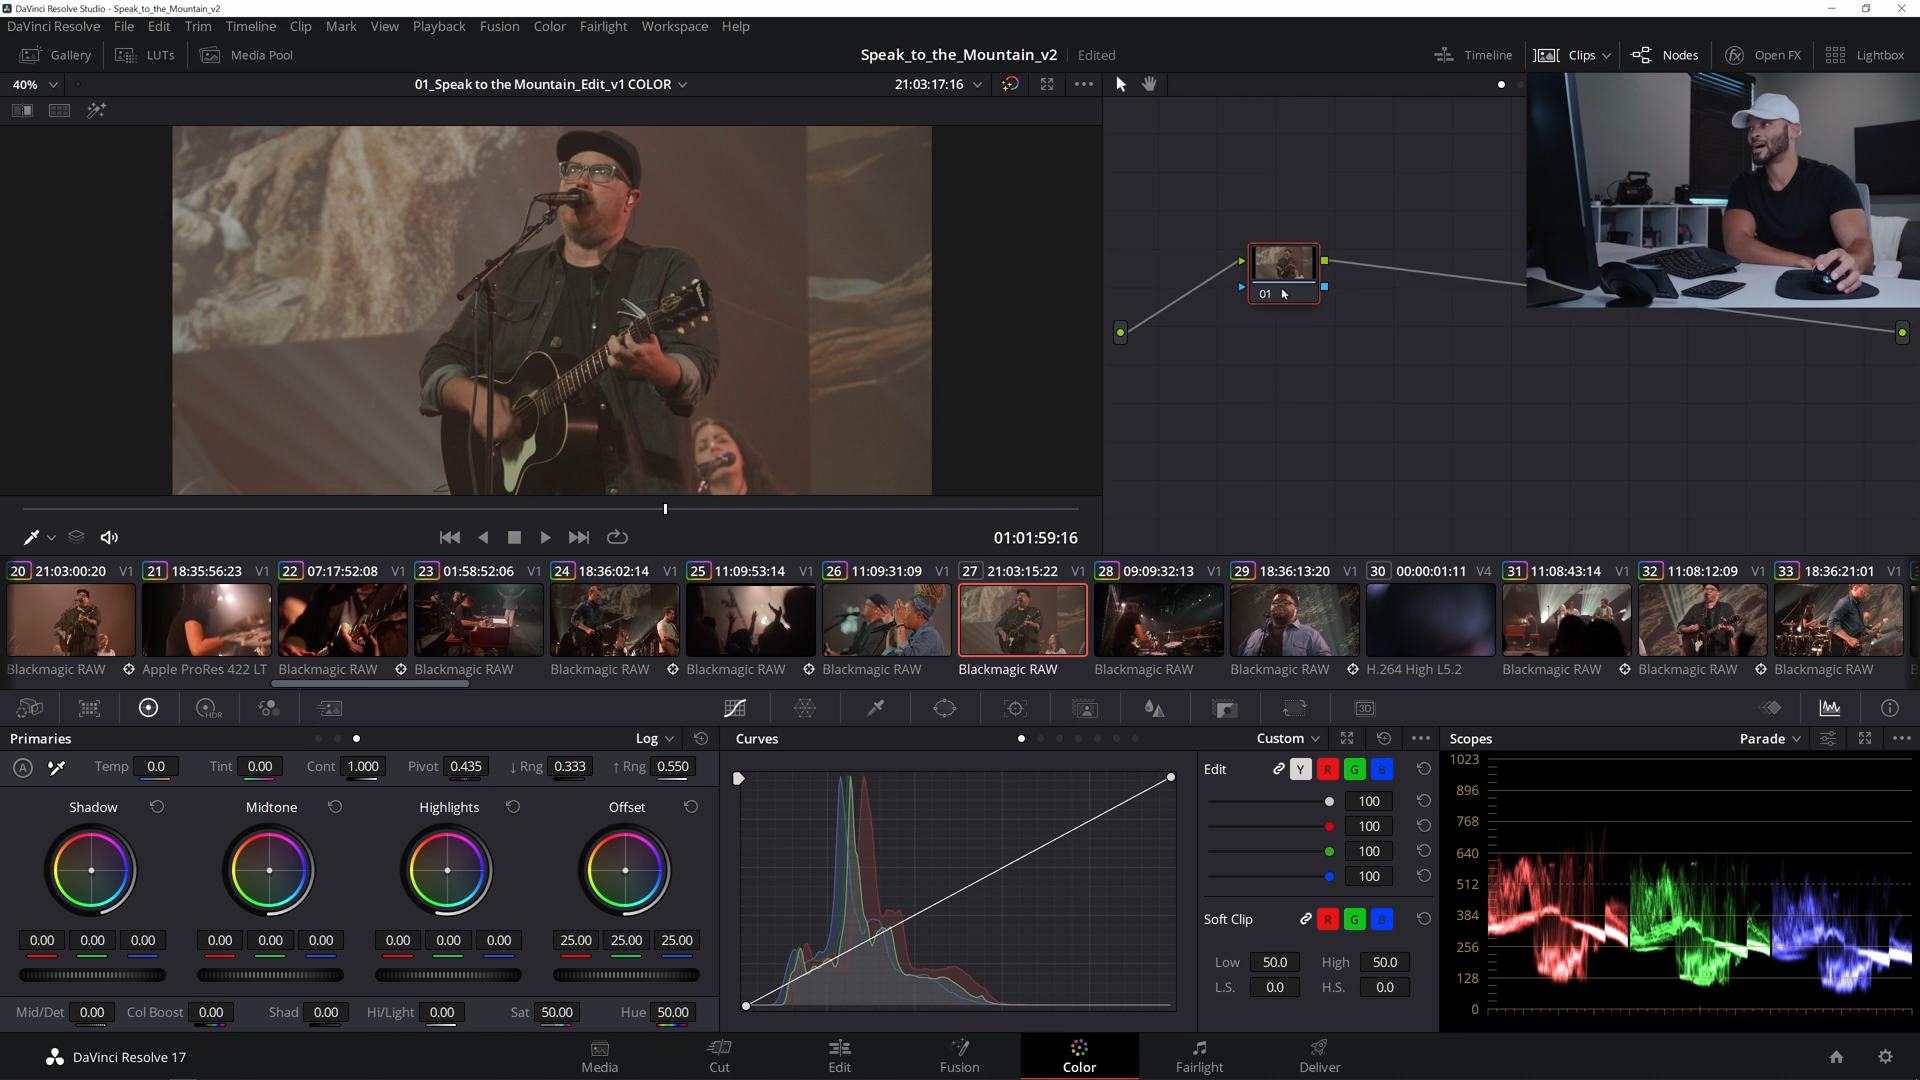 DaVinci Resolve Studio - Speak_to_the_Mountain_v2
DaVinci Resolve File Edit Trim Timeline Clip Mark View Playback Fusion Color Fairlight Workspace Help
Gallery LUTs Media Pool Speak_to_the_Mountain_v2 Edited Timeline Clips Nodes Open FX Lightbox
40% 01_Speak to the Mountain_Edit_v1 COLOR 21:03:17:16
01
01:01:59:16
20 21:03:00:20 V1 21 18:35:56:23 V1 22 07:17:52:08 V1 23 01:58:52:06 V1 24 18:36:02:14 V1 25 11:09:53:14 V1 26 11:09:31:09 V1 27 21:03:15:22 V1 28 09:09:32:13 V1 29 18:36:13:20 V1 30 00:00:01:11 V4 31 11:08:43:14 V1 32 11:08:12:09 V1 33 18:36:21:01 V1
Blackmagic RAW Apple ProRes 422 LT Blackmagic RAW Blackmagic RAW Blackmagic RAW Blackmagic RAW Blackmagic RAW Blackmagic RAW Blackmagic RAW Blackmagic RAW H.264 High L5.2 Blackmagic RAW Blackmagic RAW Blackmagic RAW
HDR 3D
Primaries Log Curves Custom Scopes Parade
A Temp 0.0 Tint 0.00 Cont 1.000 Pivot 0.435 ↓ Rng 0.333 ↑ Rng 0.550
Shadow Midtone Highlights Offset
0.00 0.00 0.00 0.00 0.00 0.00 0.00 0.00 0.00 25.00 25.00 25.00
Mid/Det 0.00 Col Boost 0.00 Shad 0.00 Hi/Light 0.00 Sat 50.00 Hue 50.00
Edit Y R G B
100
100
100
100
Soft Clip R G B
Low 50.0 High 50.0
L.S. 0.0 H.S. 0.0
1023
896
768
640
512
384
256
128
0
DaVinci Resolve 17
Media Cut Edit Fusion Color Fairlight Deliver